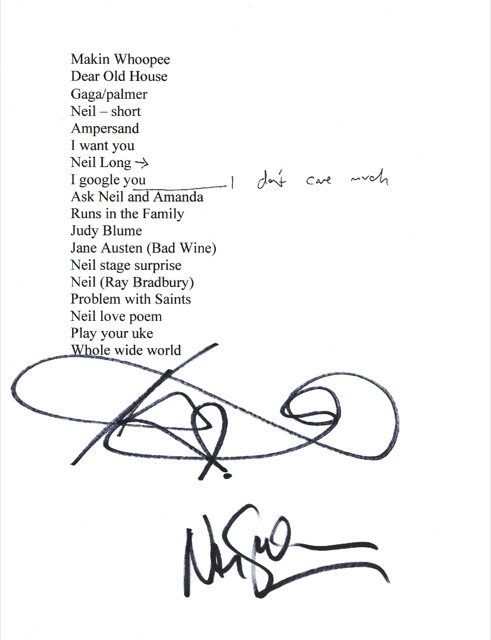 Makin Whoopee
Dear Old House
Gaga/palmer
Neil – short
Ampersand
I want you
Neil Long →
I google you I don't care much
Ask Neil and Amanda
Runs in the Family
Judy Blume
Jane Austen (Bad Wine)
Neil stage surprise
Neil (Ray Bradbury)
Problem with Saints
Neil love poem
Play your uke
Whole wide world
Neil